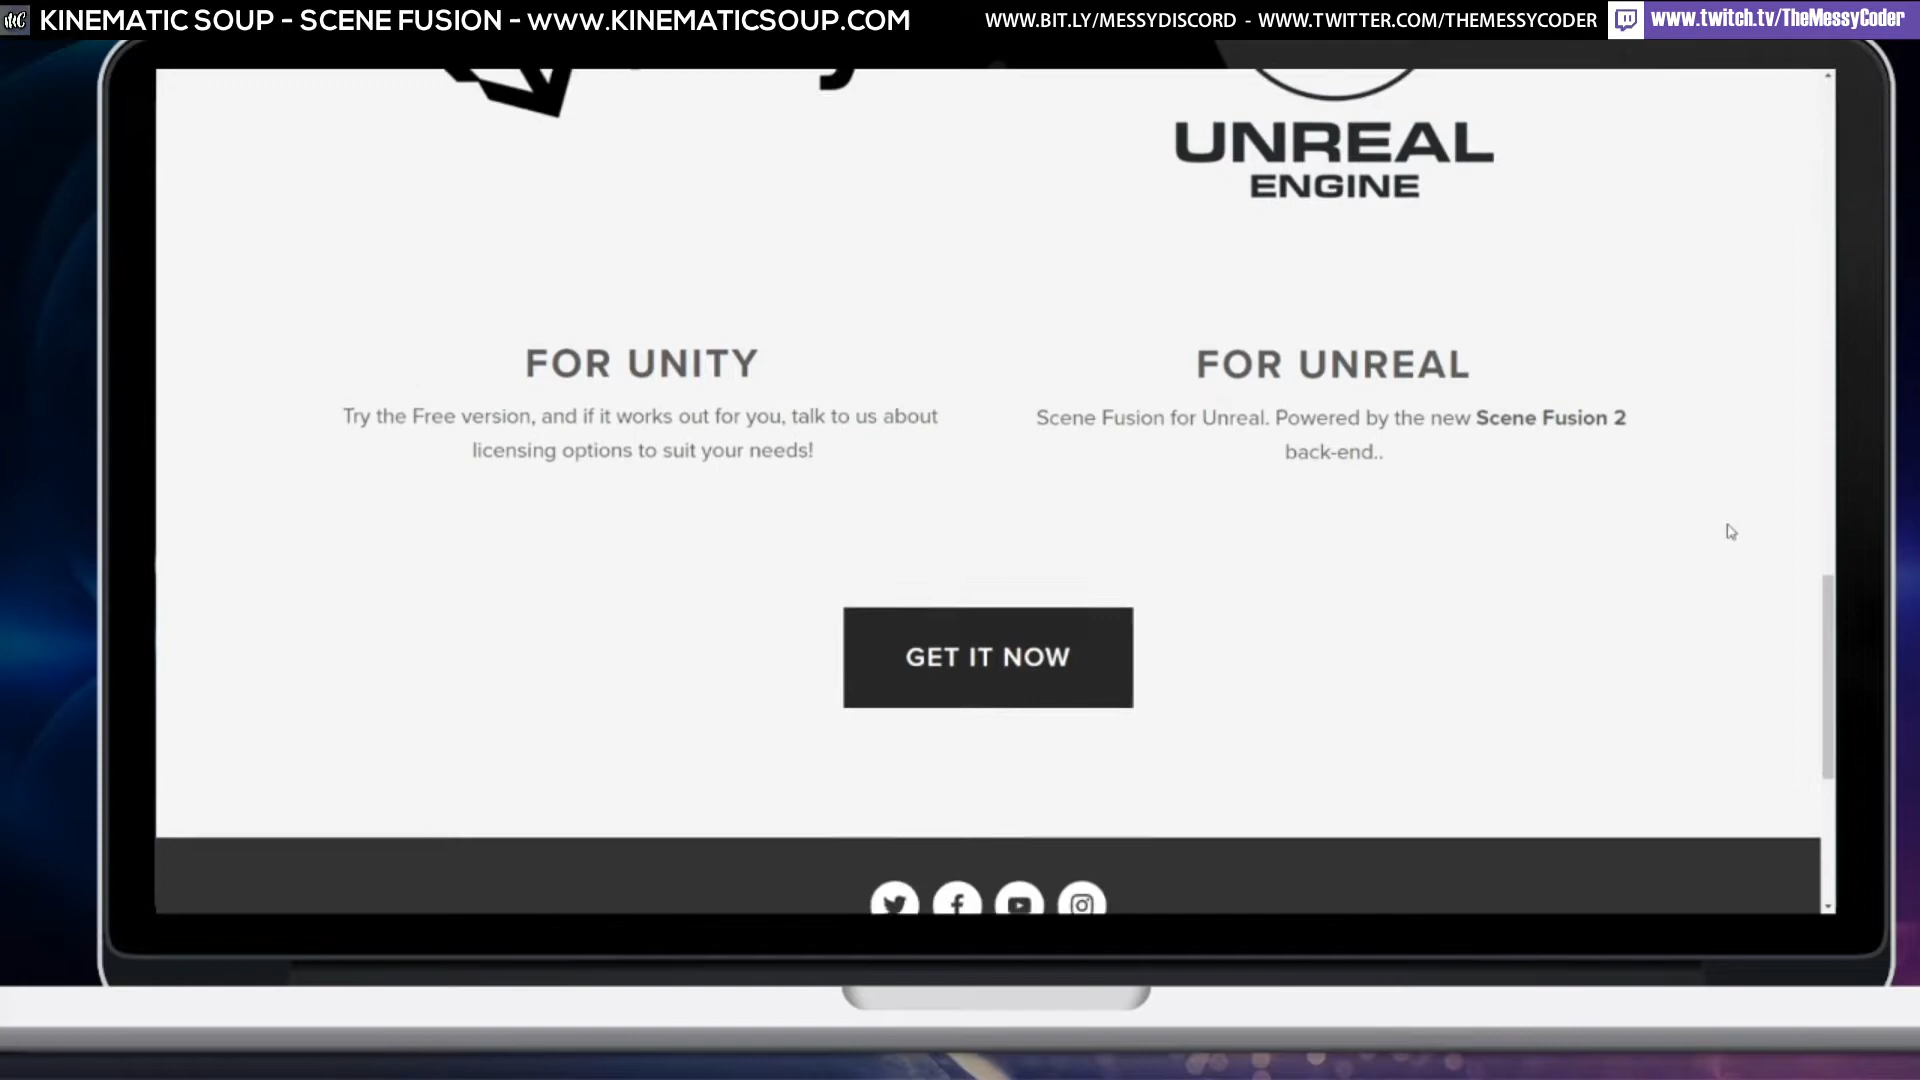 KINEMATIC SOUP - SCENE FUSION - www.KINEMATICSOUP.COM
WWW.BIT.LY/MESSYDISCORD - WWW.TWITTER.COM/THEMESSYCODER
www.twitch.tv/TheMessyCoder
UNREAL
ENGINE
FOR UNITY
Try the Free version, and if it works out for you, talk to us about
licensing options to suit your needs!
FOR UNREAL
Scene Fusion for Unreal. Powered by the new Scene Fusion 2
back-end..
GET IT NOW